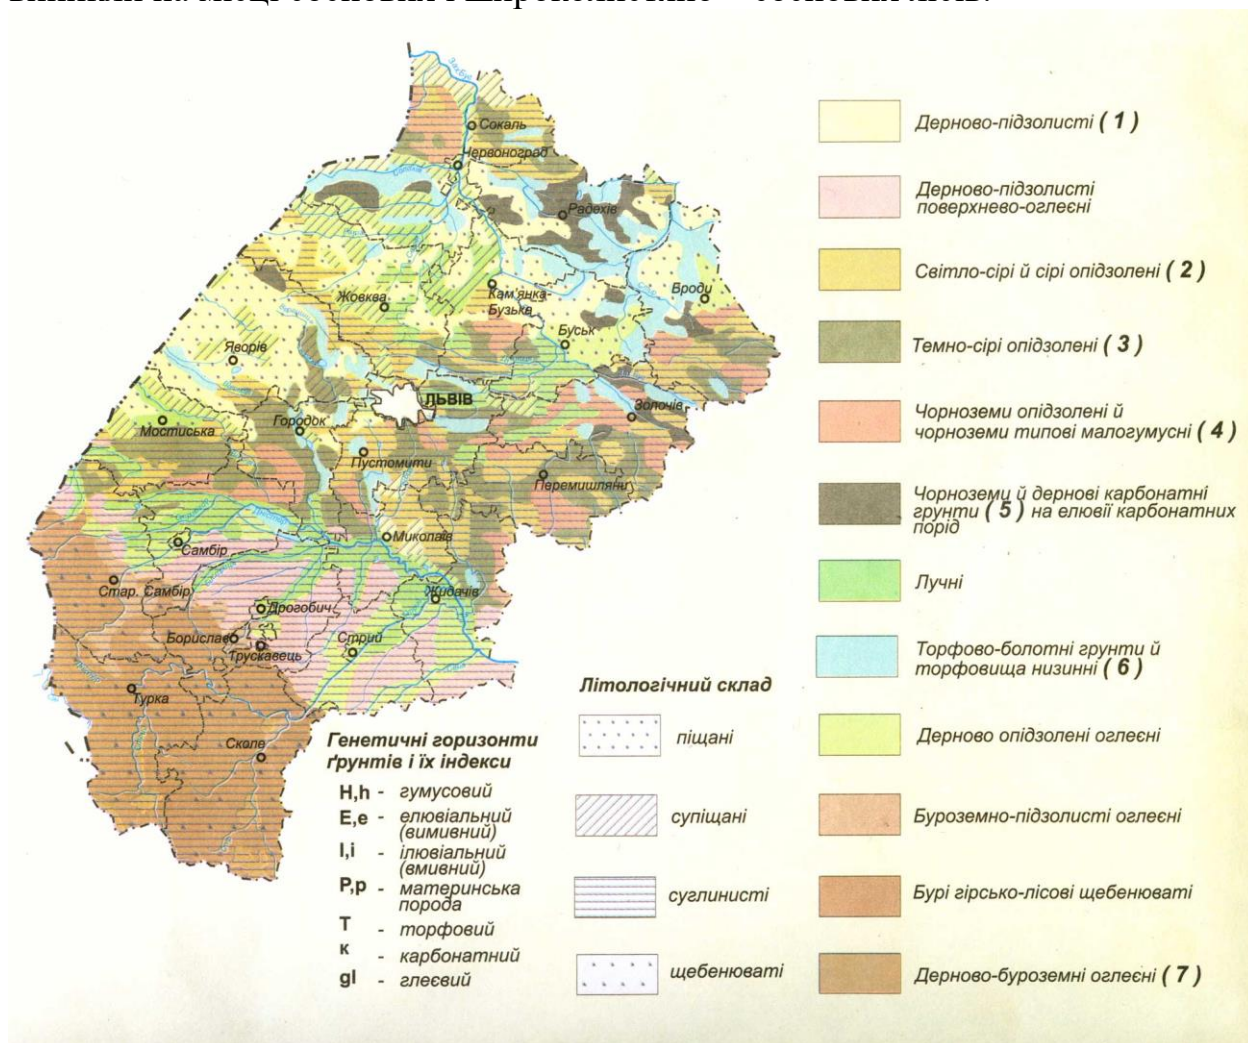 виникли на місці соснових і широколистяно – соснових лісів.
Сокаль
Червоноград
Радехів
Жовква
Кам'янка-
Бузька
Броди
Буськ
Яворів
ЛЬВІВ
Золочів
Мостиська
Городок
Пустомити
Перемишляни
Миколаїв
Самбір
Стар. Самбір
Дрогобич
Жидачів
Борислав
Трускавець
Стрий
Турка
Сколе
Дерново-підзолисті ( 1 )
Дерново-підзолисті
поверхнево-оглеєні
Світло-сірі й сірі опідзолені ( 2 )
Темно-сірі опідзолені ( 3 )
Чорноземи опідзолені й
чорноземи типові малогумусні ( 4 )
Чорноземи й дернові карбонатні
грунти ( 5 ) на елювії карбонатних
порід
Лучні
Торфово-болотні грунти й
торфовища низинні ( 6 )
Дерново опідзолені оглеєні
Буроземно-підзолисті оглеєні
Бурі гірсько-лісові щебенюваті
Дерново-буроземні оглеєні ( 7 )
Літологічний склад
піщані
супіщані
суглинисті
щебенюваті
Генетичні горизонти
ґрунтів і їх індекси
H,h - гумусовий
E,e - елювіальний
(вимивний)
I,i - ілювіальний
(вмивний)
P,p - материнська
порода
T - торфовий
к - карбонатний
gl - глеєвий